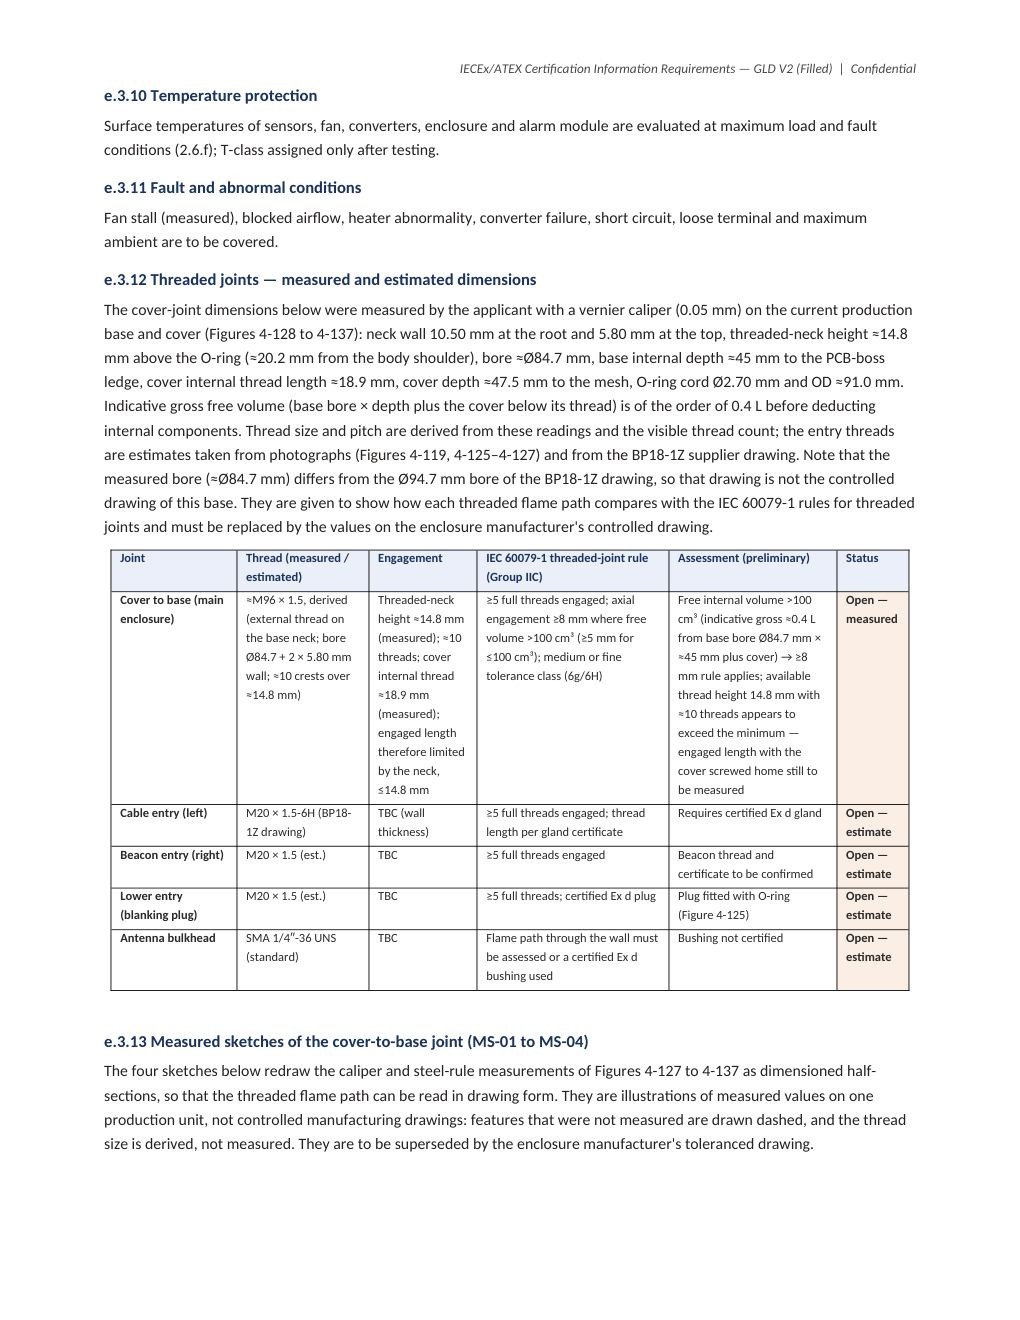 IECEx/ATEX Certification Information Requirements — GLD V2 (Filled) | Confidential
e.3.10 Temperature protection
Surface temperatures of sensors, fan, converters, enclosure and alarm module are evaluated at maximum load and fault
conditions (2.6.f); T-class assigned only after testing.
e.3.11 Fault and abnormal conditions
Fan stall (measured), blocked airflow, heater abnormality, converter failure, short circuit, loose terminal and maximum
ambient are to be covered.
e.3.12 Threaded joints — measured and estimated dimensions
The cover-joint dimensions below were measured by the applicant with a vernier caliper (0.05 mm) on the current production
base and cover (Figures 4-128 to 4-137): neck wall 10.50 mm at the root and 5.80 mm at the top, threaded-neck height ≈14.8
mm above the O-ring (≈20.2 mm from the body shoulder), bore ≈Ø84.7 mm, base internal depth ≈45 mm to the PCB-boss
ledge, cover internal thread length ≈18.9 mm, cover depth ≈47.5 mm to the mesh, O-ring cord Ø2.70 mm and OD ≈91.0 mm.
Indicative gross free volume (base bore × depth plus the cover below its thread) is of the order of 0.4 L before deducting
internal components. Thread size and pitch are derived from these readings and the visible thread count; the entry threads
are estimates taken from photographs (Figures 4-119, 4-125–4-127) and from the BP18-1Z supplier drawing. Note that the
measured bore (≈Ø84.7 mm) differs from the Ø94.7 mm bore of the BP18-1Z drawing, so that drawing is not the controlled
drawing of this base. They are given to show how each threaded flame path compares with the IEC 60079-1 rules for threaded
joints and must be replaced by the values on the enclosure manufacturer's controlled drawing.
Joint
Thread (measured /
estimated)
Engagement
IEC 60079-1 threaded-joint rule
(Group IIC)
Assessment (preliminary)
Status
Cover to base (main
enclosure)
≈M96 × 1.5, derived
(external thread on
the base neck; bore
Ø84.7 + 2 × 5.80 mm
wall; ≈10 crests over
≈14.8 mm)
Threaded-neck
height ≈14.8 mm
(measured); ≈10
threads; cover
internal thread
≈18.9 mm
(measured);
engaged length
therefore limited
by the neck,
≤14.8 mm
≥5 full threads engaged; axial
engagement ≥8 mm where free
volume >100 cm³ (≥5 mm for
≤100 cm³); medium or fine
tolerance class (6g/6H)
Free internal volume >100
cm³ (indicative gross ≈0.4 L
from base bore Ø84.7 mm ×
≈45 mm plus cover) → ≥8
mm rule applies; available
thread height 14.8 mm with
≈10 threads appears to
exceed the minimum —
engaged length with the
cover screwed home still to
be measured
Open —
measured
Cable entry (left)
M20 × 1.5-6H (BP18-
1Z drawing)
TBC (wall
thickness)
≥5 full threads engaged; thread
length per gland certificate
Requires certified Ex d gland
Open —
estimate
Beacon entry (right)
M20 × 1.5 (est.)
TBC
≥5 full threads engaged
Beacon thread and
certificate to be confirmed
Open —
estimate
Lower entry
(blanking plug)
M20 × 1.5 (est.)
TBC
≥5 full threads; certified Ex d plug
Plug fitted with O-ring
(Figure 4-125)
Open —
estimate
Antenna bulkhead
SMA 1/4″-36 UNS
(standard)
TBC
Flame path through the wall must
be assessed or a certified Ex d
bushing used
Bushing not certified
Open —
estimate
e.3.13 Measured sketches of the cover-to-base joint (MS-01 to MS-04)
The four sketches below redraw the caliper and steel-rule measurements of Figures 4-127 to 4-137 as dimensioned half-
sections, so that the threaded flame path can be read in drawing form. They are illustrations of measured values on one
production unit, not controlled manufacturing drawings: features that were not measured are drawn dashed, and the thread
size is derived, not measured. They are to be superseded by the enclosure manufacturer's toleranced drawing.